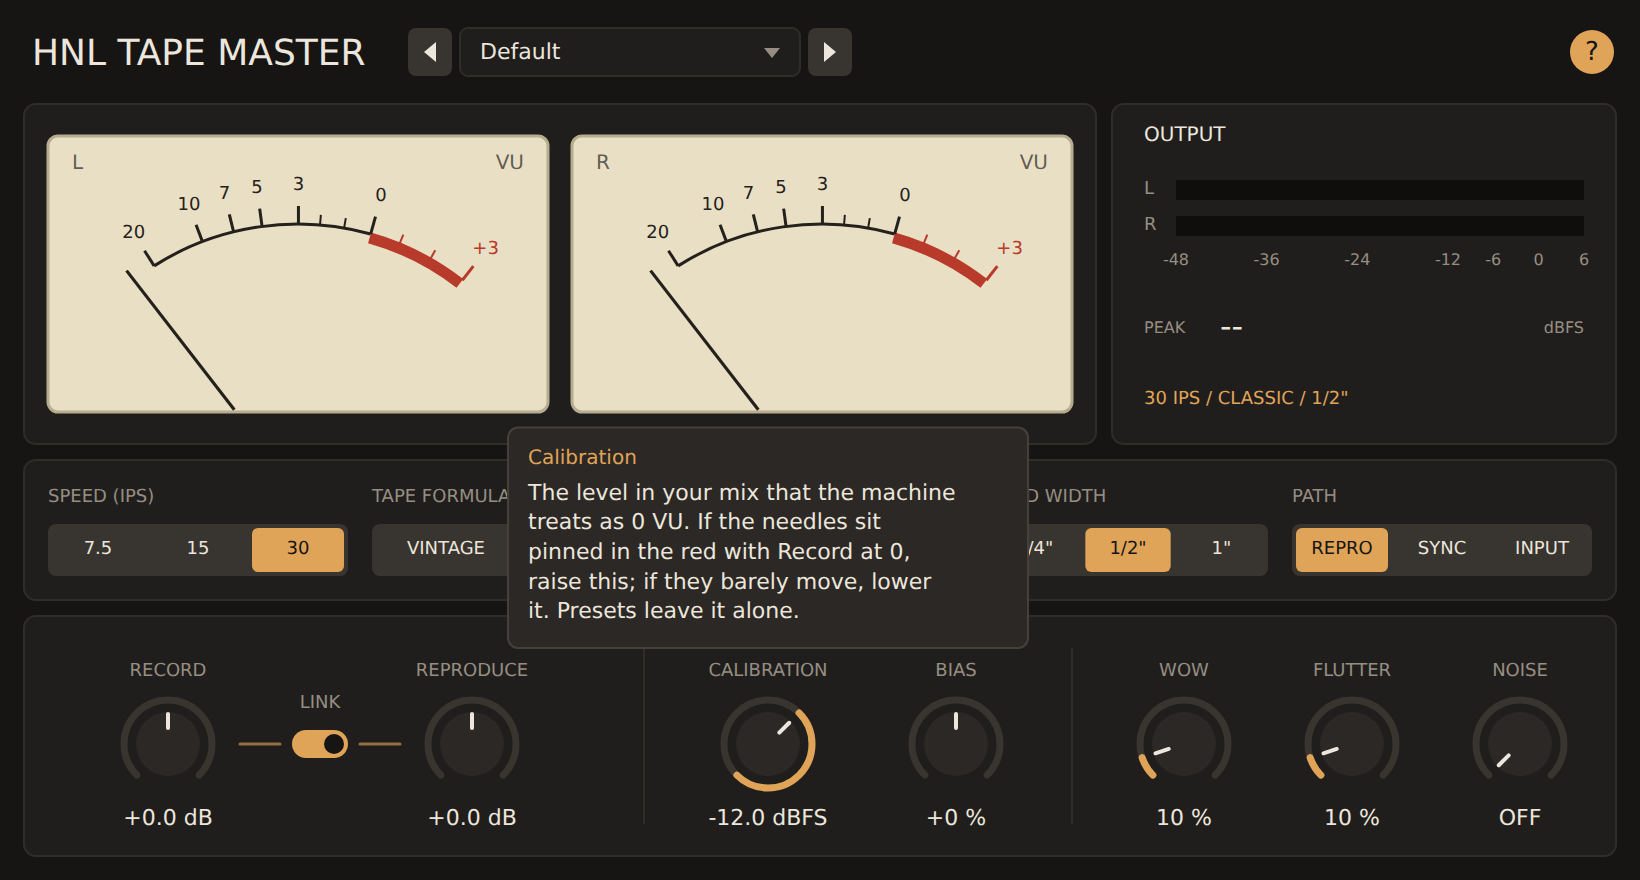 HNL TAPE MASTER
Default
?
L VU
20 10 7 5 3 0 +3
R VU
20 10 7 5 3 0 +3
OUTPUT
L
R
-48 -36 -24 -12 -6 0 6
PEAK -- dBFS
30 IPS / CLASSIC / 1/2"
Calibration
The level in your mix that the machine
treats as 0 VU. If the needles sit
pinned in the red with Record at 0,
raise this; if they barely move, lower
it. Presets leave it alone.
SPEED (IPS) TAPE FORMULA D WIDTH PATH
7.5 15 30 VINTAGE /4" 1/2" 1" REPRO SYNC INPUT
RECORD LINK REPRODUCE CALIBRATION BIAS WOW FLUTTER NOISE
+0.0 dB +0.0 dB -12.0 dBFS +0 % 10 % 10 % OFF